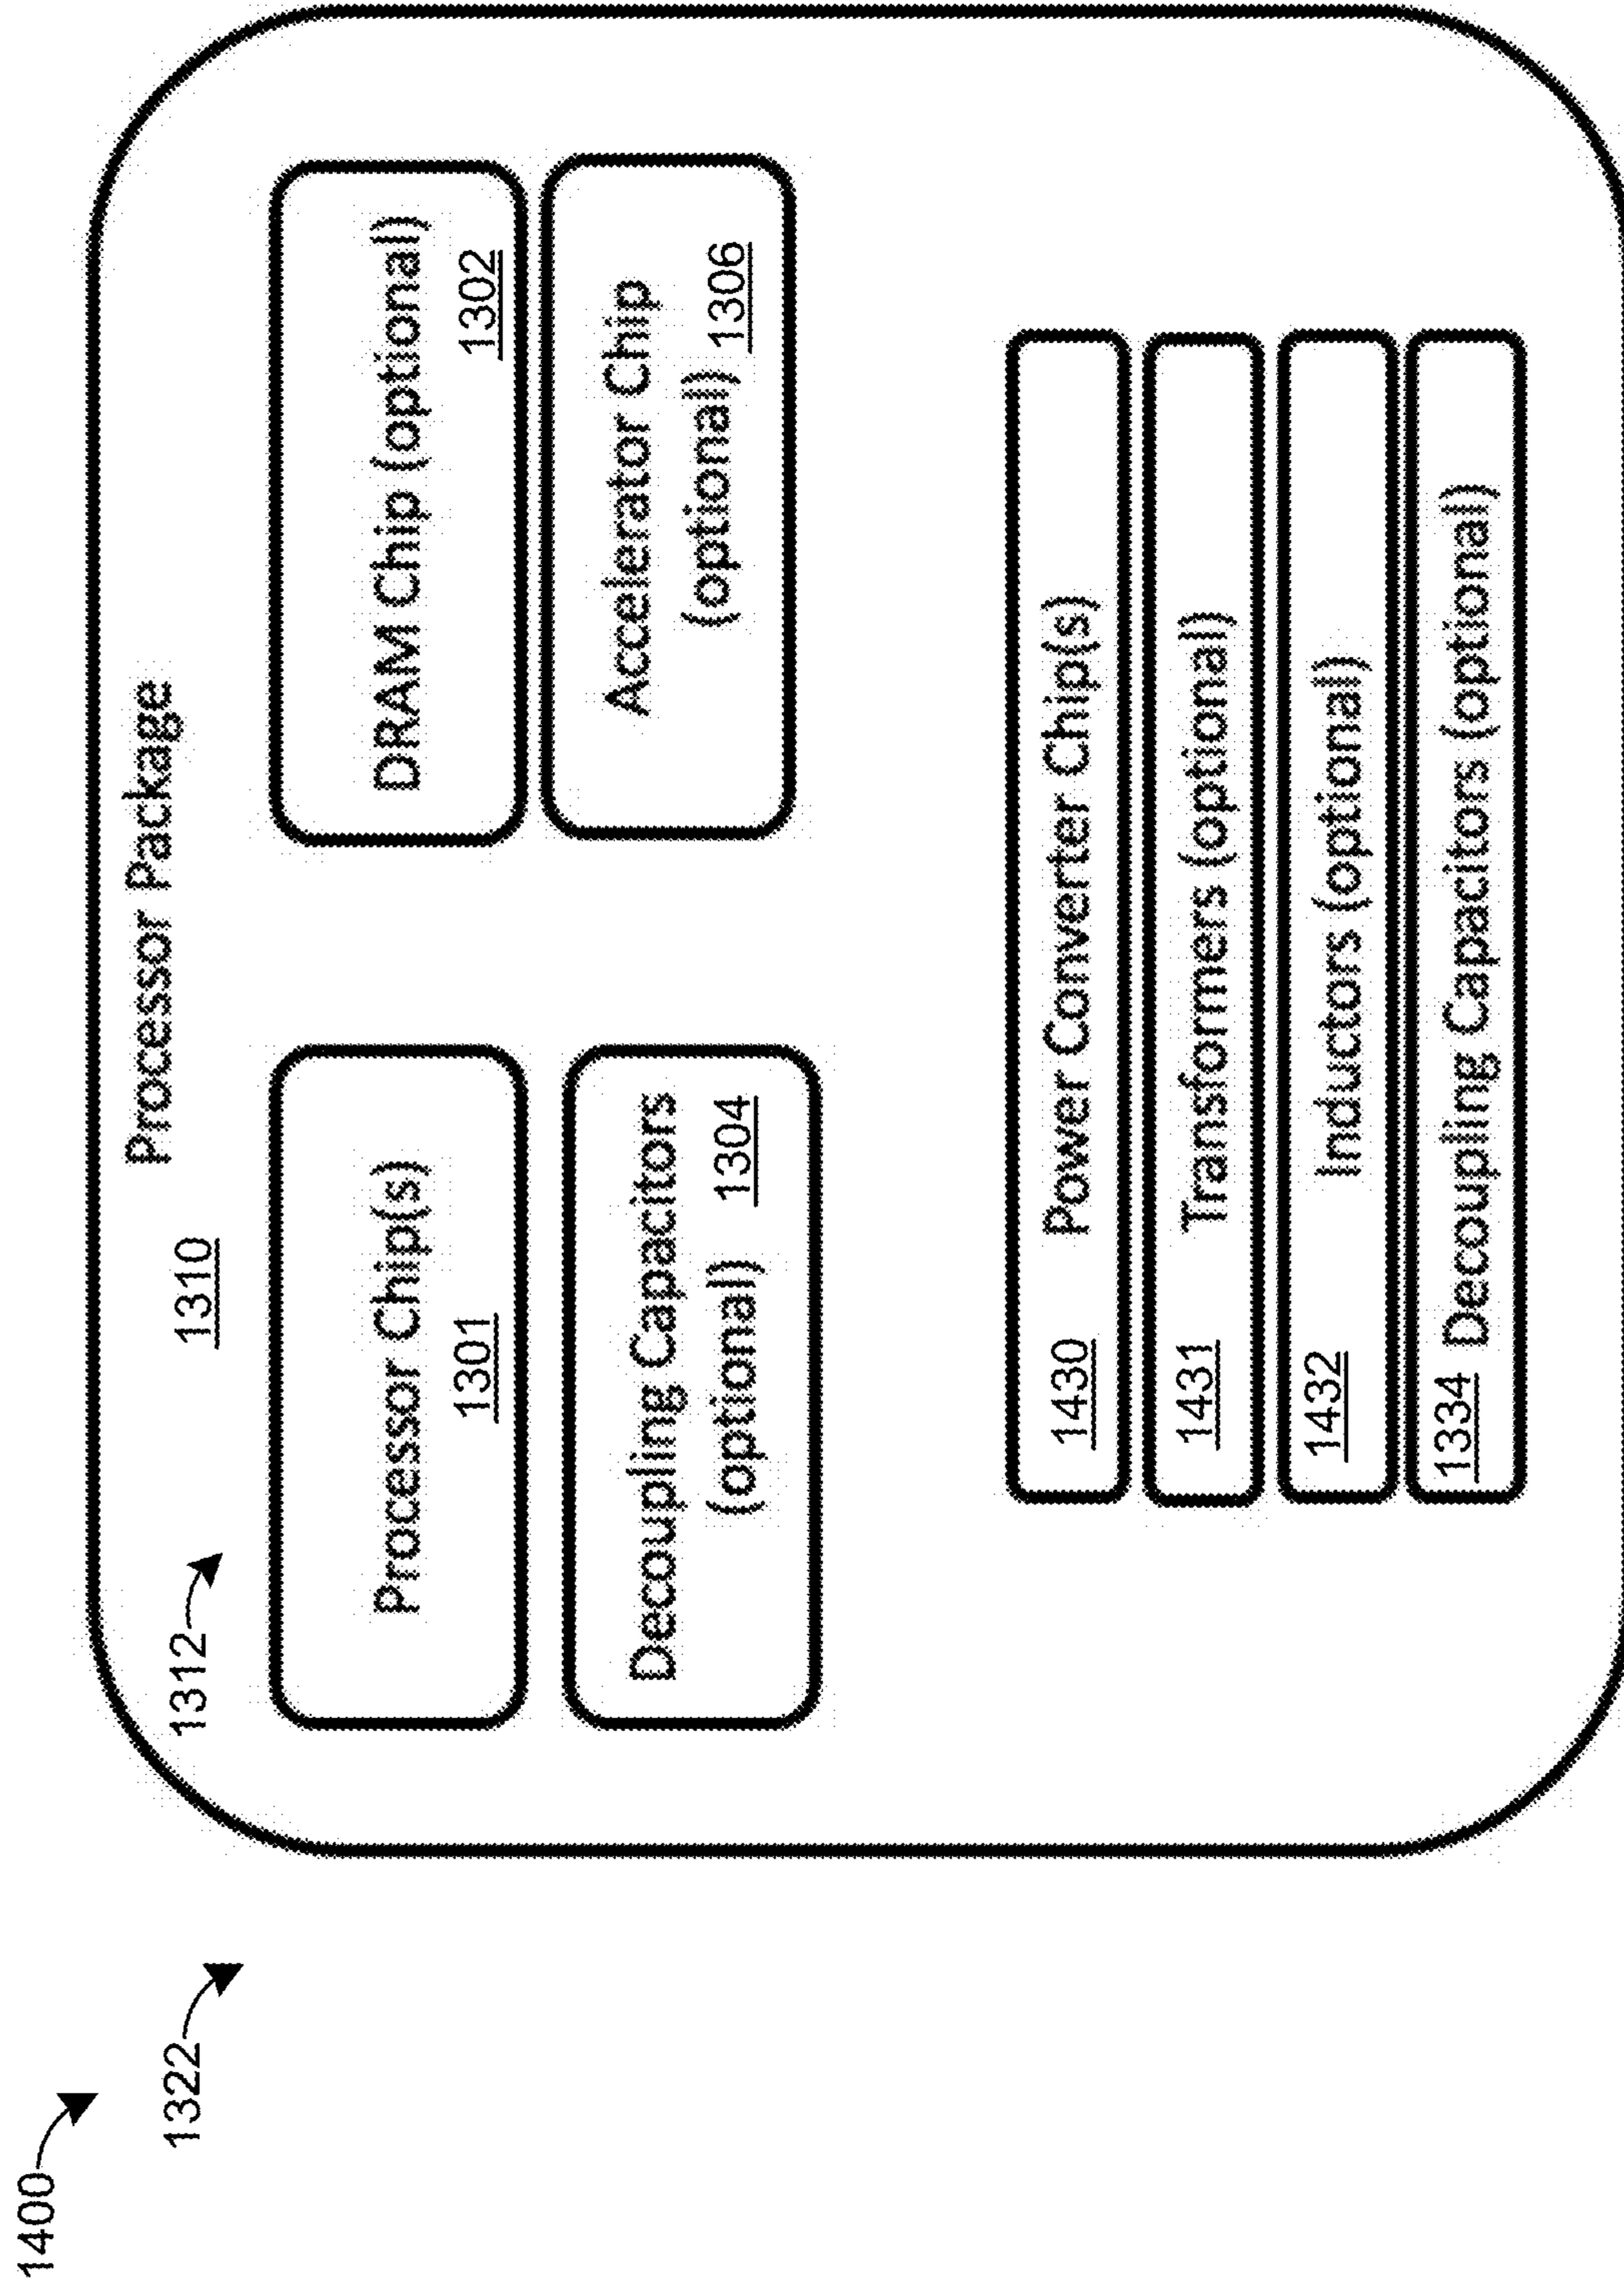 1400
1322
1312
Processor Package
1310
Processor Chip(s)
1301
DRAM Chip (optional)
1302
Decoupling Capacitors
(optional) 1304
Accelerator Chip
(optional) 1306
1430 Power Converter Chip(s)
1431 Transformers (optional)
1432 Inductors (optional)
1334 Decoupling Capacitors (optional)